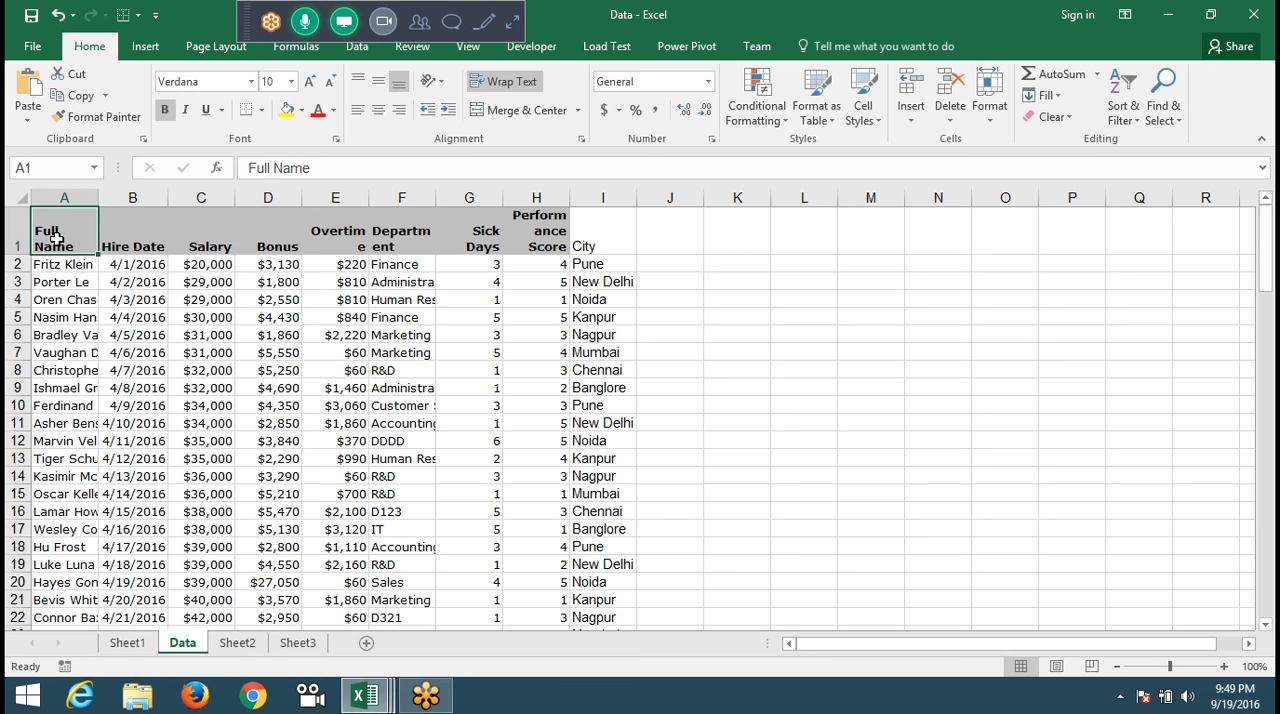 Data - Excel
Sign in
File Home Insert Page Layout Formulas Data Review View Developer Load Test Power Pivot Team Tell me what you want to do Share
Paste
Cut
Copy
Format Painter
Clipboard
Verdana 10
B I U
Font
Wrap Text
Merge & Center
Alignment
General
$ % ,
Number
Conditional Formatting
Format as Table
Cell Styles
Styles
Insert
Delete
Format
Cells
AutoSum
Fill
Clear
Sort & Filter
Find & Select
Editing
A1 fx Full Name
A B C D E F G H I J K L M N O P Q R
1 Full Name Hire Date Salary Bonus Overtim e Departm ent Sick Days Perform ance Score City
2 Fritz Klein 4/1/2016 $20,000 $3,130 $220 Finance 3 4 Pune
3 Porter Le 4/2/2016 $29,000 $1,800 $810 Administra 4 5 New Delhi
4 Oren Chas 4/3/2016 $29,000 $2,550 $810 Human Res 1 1 Noida
5 Nasim Han 4/4/2016 $30,000 $4,430 $840 Finance 5 5 Kanpur
6 Bradley Va 4/5/2016 $31,000 $1,860 $2,220 Marketing 3 3 Nagpur
7 Vaughan D 4/6/2016 $31,000 $5,550 $60 Marketing 5 4 Mumbai
8 Christophe 4/7/2016 $32,000 $5,250 $60 R&D 1 3 Chennai
9 Ishmael Gr 4/8/2016 $32,000 $4,690 $1,460 Administra 1 2 Banglore
10 Ferdinand 4/9/2016 $34,000 $4,350 $3,060 Customer 3 3 Pune
11 Asher Bens 4/10/2016 $34,000 $2,850 $1,860 Accounting 1 5 New Delhi
12 Marvin Vel 4/11/2016 $35,000 $3,840 $370 DDDD 6 5 Noida
13 Tiger Schu 4/12/2016 $35,000 $2,290 $990 Human Res 2 4 Kanpur
14 Kasimir Mc 4/13/2016 $36,000 $3,290 $60 R&D 3 3 Nagpur
15 Oscar Kelle 4/14/2016 $36,000 $5,210 $700 R&D 1 1 Mumbai
16 Lamar How 4/15/2016 $38,000 $5,470 $2,100 D123 5 3 Chennai
17 Wesley Co 4/16/2016 $38,000 $5,130 $3,120 IT 5 1 Banglore
18 Hu Frost 4/17/2016 $39,000 $2,800 $1,110 Accounting 3 4 Pune
19 Luke Luna 4/18/2016 $39,000 $4,550 $2,160 R&D 1 2 New Delhi
20 Hayes Gon 4/19/2016 $39,000 $27,050 $60 Sales 4 5 Noida
21 Bevis Whit 4/20/2016 $40,000 $3,570 $1,860 Marketing 1 1 Kanpur
22 Connor Ba 4/21/2016 $42,000 $2,950 $60 D321 1 3 Nagpur
Sheet1 Data Sheet2 Sheet3
Ready 100%
9:49 PM
9/19/2016